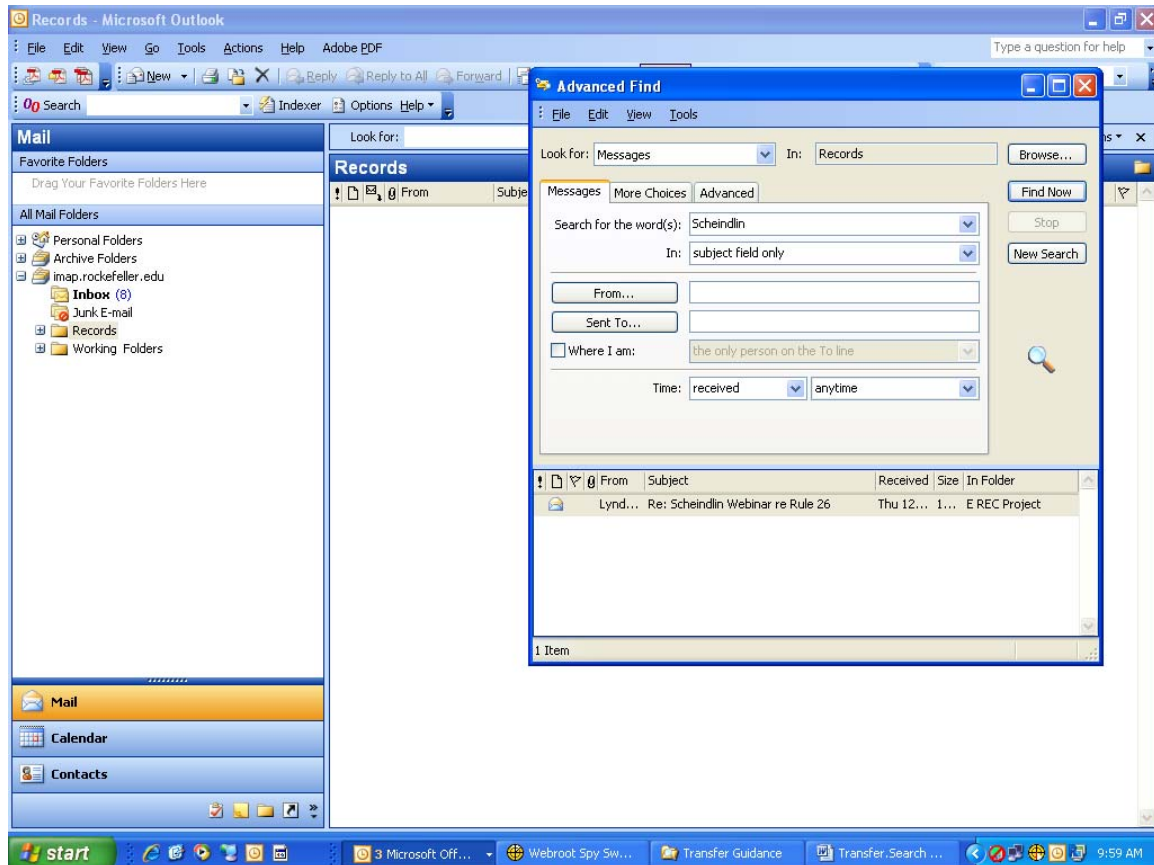 Records - Microsoft Outlook
File Edit View Go Tools Actions Help Adobe PDF
Type a question for help
New Reply Reply to All Forward
Search Indexer Options Help
Mail
Favorite Folders
Drag Your Favorite Folders Here
All Mail Folders
Personal Folders
Archive Folders
imap.rockefeller.edu
Inbox (8)
Junk E-mail
Records
Working Folders
Mail
Calendar
Contacts
Look for:
Records
From Subje
Advanced Find
File Edit View Tools
Look for: Messages In: Records Browse...
Messages More Choices Advanced Find Now
Search for the word(s): Scheindlin Stop
In: subject field only New Search
From...
Sent To...
Where I am: the only person on the To line
Time: received anytime
From Subject Received Size In Folder
Lynd... Re: Scheindlin Webinar re Rule 26 Thu 12... 1... E REC Project
1 Item
start 3 Microsoft Off... Webroot Spy Sw... Transfer Guidance Transfer.Search ... 9:59 AM